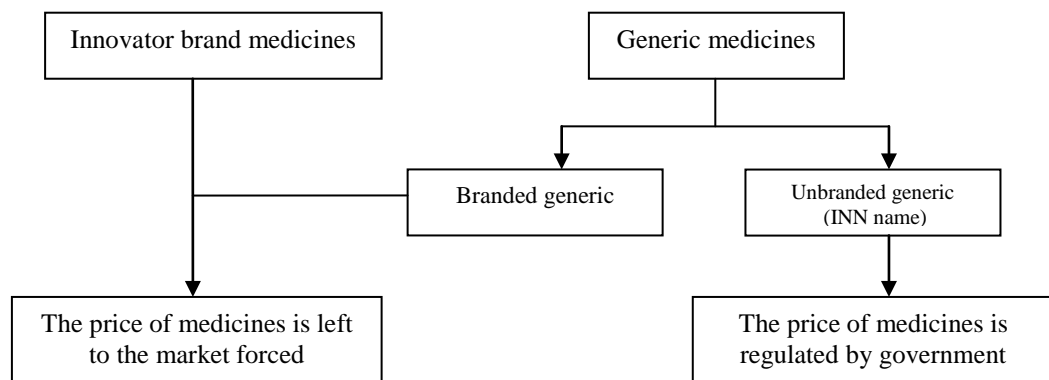 Innovator brand medicines
Generic medicines
Branded generic
Unbranded generic
(INN name)
The price of medicines is left
to the market forced
The price of medicines is
regulated by government